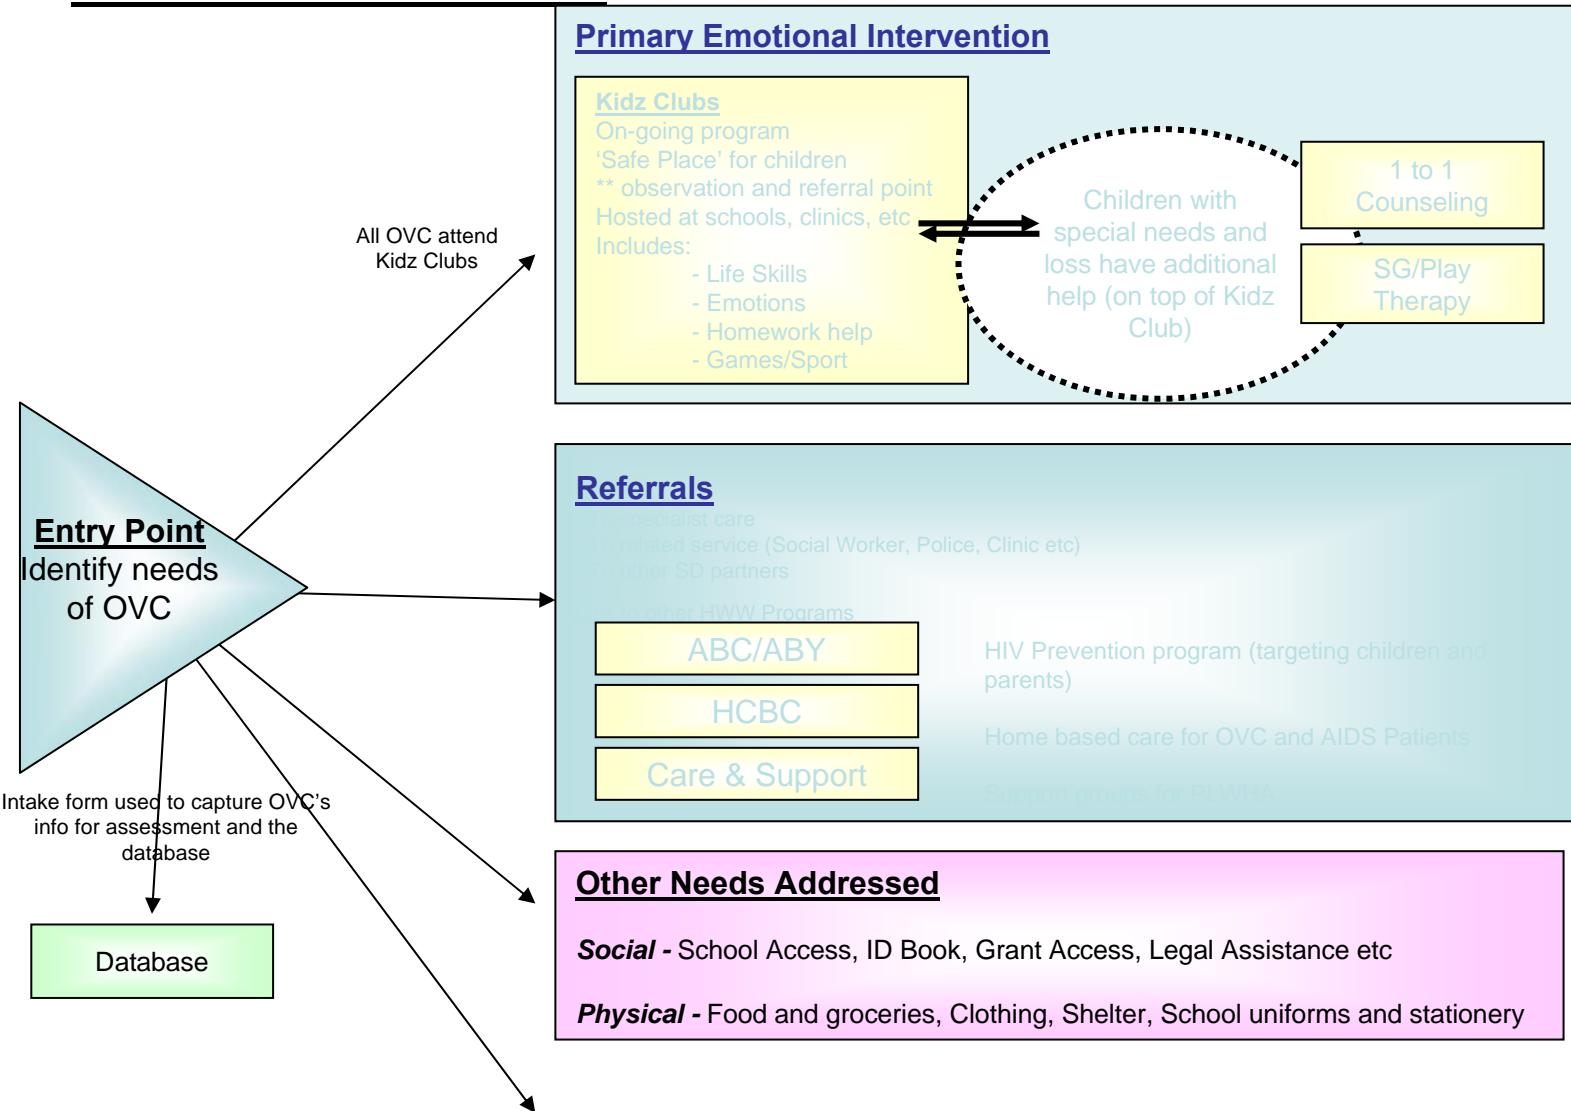 Primary Emotional Intervention
Kidz Clubs
On-going program
‘Safe Place’ for children
** observation and referral point
Hosted at schools, clinics, etc
Includes:
- Life Skills
- Emotions
- Homework help
- Games/Sport
Children with
special needs and
loss have additional
help (on top of Kidz
Club)
1 to 1
Counseling
SG/Play
Therapy
All OVC attend
Kidz Clubs
Entry Point
Identify needs
of OVC
Referrals
specialist care
related service (Social Worker, Police, Clinic etc)
other SD partners
to other HWW Programs
ABC/ABY
HCBC
Care & Support
HIV Prevention program (targeting children and
parents)
Home based care for OVC and AIDS Patients
Support groups for PLWHA
Intake form used to capture OVC's
info for assessment and the
database
Database
Other Needs Addressed
Social - School Access, ID Book, Grant Access, Legal Assistance etc
Physical - Food and groceries, Clothing, Shelter, School uniforms and stationery